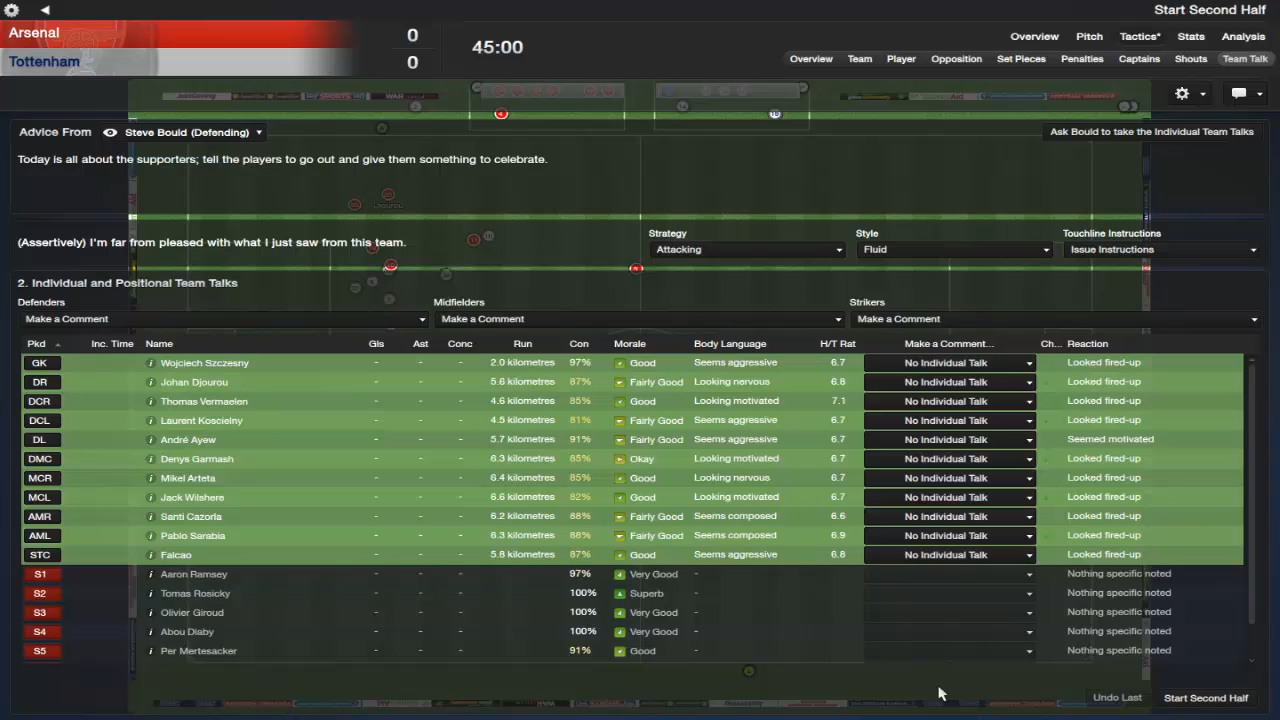 Start Second Half
Arsenal 0
Tottenham 0
45:00
Overview Pitch Tactics* Stats Analysis
Overview Team Player Opposition Set Pieces Penalties Captains Shouts Team Talk
Advice From Steve Bould (Defending)
Ask Bould to take the Individual Team Talks
Today is all about the supporters; tell the players to go out and give them something to celebrate.
(Assertively) I'm far from pleased with what I just saw from this team.
Strategy Style Touchline Instructions
Attacking Fluid Issue Instructions
2. Individual and Positional Team Talks
Defenders Midfielders Strikers
Make a Comment Make a Comment Make a Comment
Pkd Inc. Time Name Gls Ast Conc Run Con Morale Body Language H/T Rat Make a Comment... Ch... Reaction
GK i Wojciech Szczesny - - - 2.0 kilometres 97% Good Seems aggressive 6.7 No Individual Talk Looked fired-up
DR i Johan Djourou - - - 5.6 kilometres 87% Fairly Good Looking nervous 6.8 No Individual Talk Looked fired-up
DCR i Thomas Vermaelen - - - 4.6 kilometres 85% Good Looking motivated 7.1 No Individual Talk Looked fired-up
DCL i Laurent Koscielny - - - 4.5 kilometres 81% Fairly Good Seems aggressive 6.7 No Individual Talk Looked fired-up
DL i André Ayew - - - 5.7 kilometres 91% Fairly Good Seems aggressive 6.7 No Individual Talk Seemed motivated
DMC i Denys Garmash - - - 6.3 kilometres 85% Okay Looking motivated 6.7 No Individual Talk Looked fired-up
MCR i Mikel Arteta - - - 6.4 kilometres 85% Good Looking nervous 6.7 No Individual Talk Looked fired-up
MCL i Jack Wilshere - - - 6.6 kilometres 82% Good Looking motivated 6.7 No Individual Talk Looked fired-up
AMR i Santi Cazorla - - - 6.2 kilometres 88% Fairly Good Seems composed 6.6 No Individual Talk Looked fired-up
AML i Pablo Sarabia - - - 6.3 kilometres 88% Fairly Good Seems composed 6.9 No Individual Talk Looked fired-up
STC i Falcao - - - 5.8 kilometres 87% Good Seems aggressive 6.8 No Individual Talk Looked fired-up
S1 i Aaron Ramsey - - - 97% Very Good - Nothing specific noted
S2 i Tomas Rosicky - - - 100% Superb - Nothing specific noted
S3 i Olivier Giroud - - - 100% Very Good - Nothing specific noted
S4 i Abou Diaby - - - 100% Very Good - Nothing specific noted
S5 i Per Mertesacker - - - 91% Good - Nothing specific noted
Undo Last Start Second Half